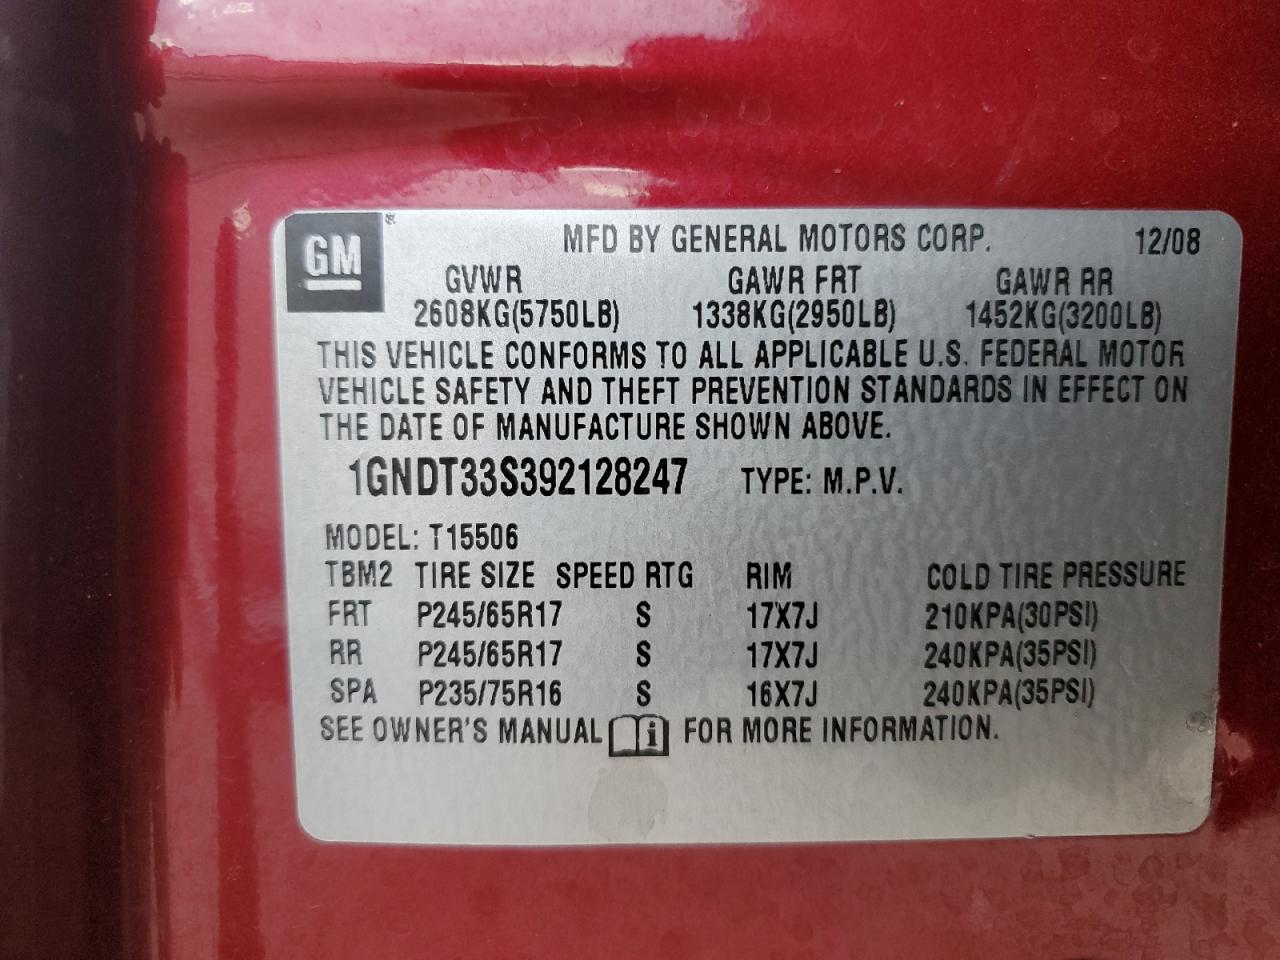 GM ® MFD BY GENERAL MOTORS CORP. 12/08
GVWR GAWR FRT GAWR RR
2608KG(5750LB) 1338KG(2950LB) 1452KG(3200LB)
THIS VEHICLE CONFORMS TO ALL APPLICABLE U.S. FEDERAL MOTOR
VEHICLE SAFETY AND THEFT PREVENTION STANDARDS IN EFFECT ON
THE DATE OF MANUFACTURE SHOWN ABOVE.
1GNDT33S392128247 TYPE: M.P.V.
MODEL: T15506
TBM2 TIRE SIZE SPEED RTG RIM COLD TIRE PRESSURE
FRT P245/65R17 S 17X7J 210KPA(30PSI)
RR P245/65R17 S 17X7J 240KPA(35PSI)
SPA P235/75R16 S 16X7J 240KPA(35PSI)
SEE OWNER'S MANUAL i FOR MORE INFORMATION.